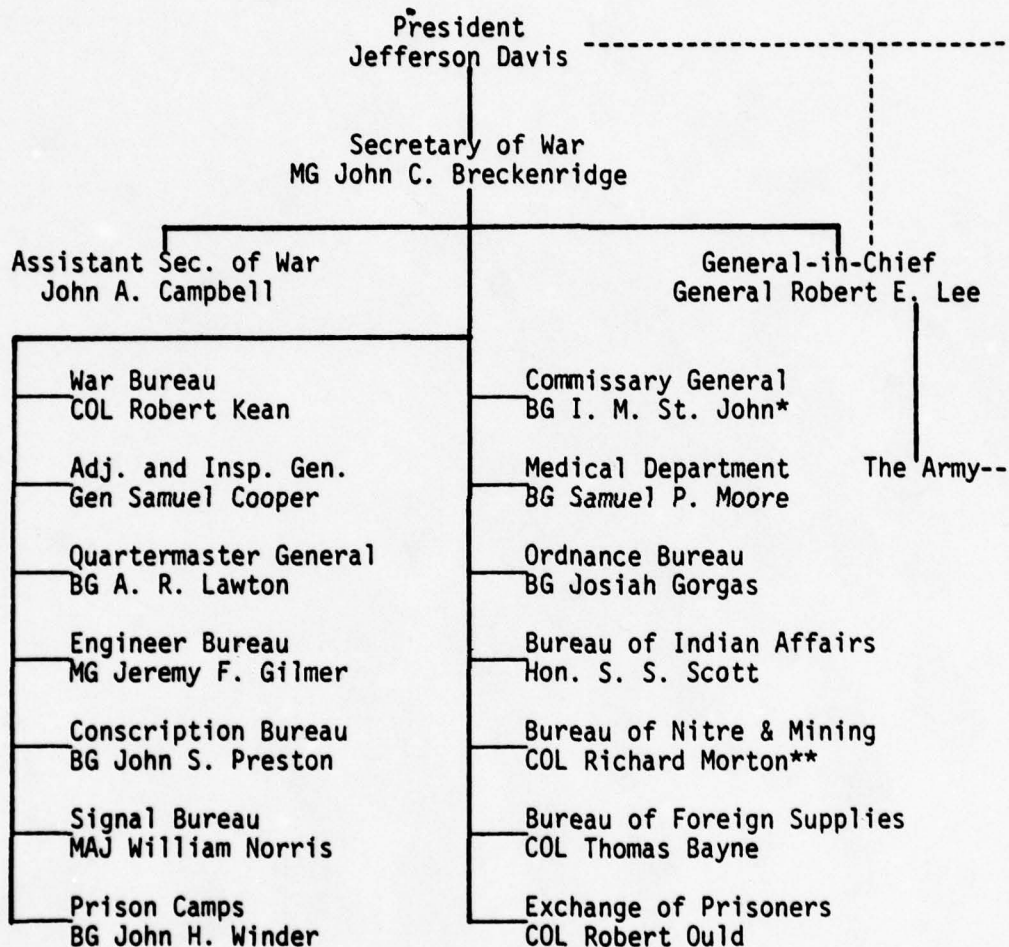 President
Jefferson Davis
Secretary of War
MG John C. Breckenridge
Assistant Sec. of War
John A. Campbell
General-in-Chief
General Robert E. Lee
War Bureau
COL Robert Kean
Adj. and Insp. Gen.
Gen Samuel Cooper
Quartermaster General
BG A. R. Lawton
Engineer Bureau
MG Jeremy F. Gilmer
Conscription Bureau
BG John S. Preston
Signal Bureau
MAJ William Norris
Prison Camps
BG John H. Winder
Commissary General
BG I. M. St. John*
Medical Department
BG Samuel P. Moore
Ordnance Bureau
BG Josiah Gorgas
Bureau of Indian Affairs
Hon. S. S. Scott
Bureau of Nitre & Mining
COL Richard Morton**
Bureau of Foreign Supplies
COL Thomas Bayne
Exchange of Prisoners
COL Robert Ould
The Army--